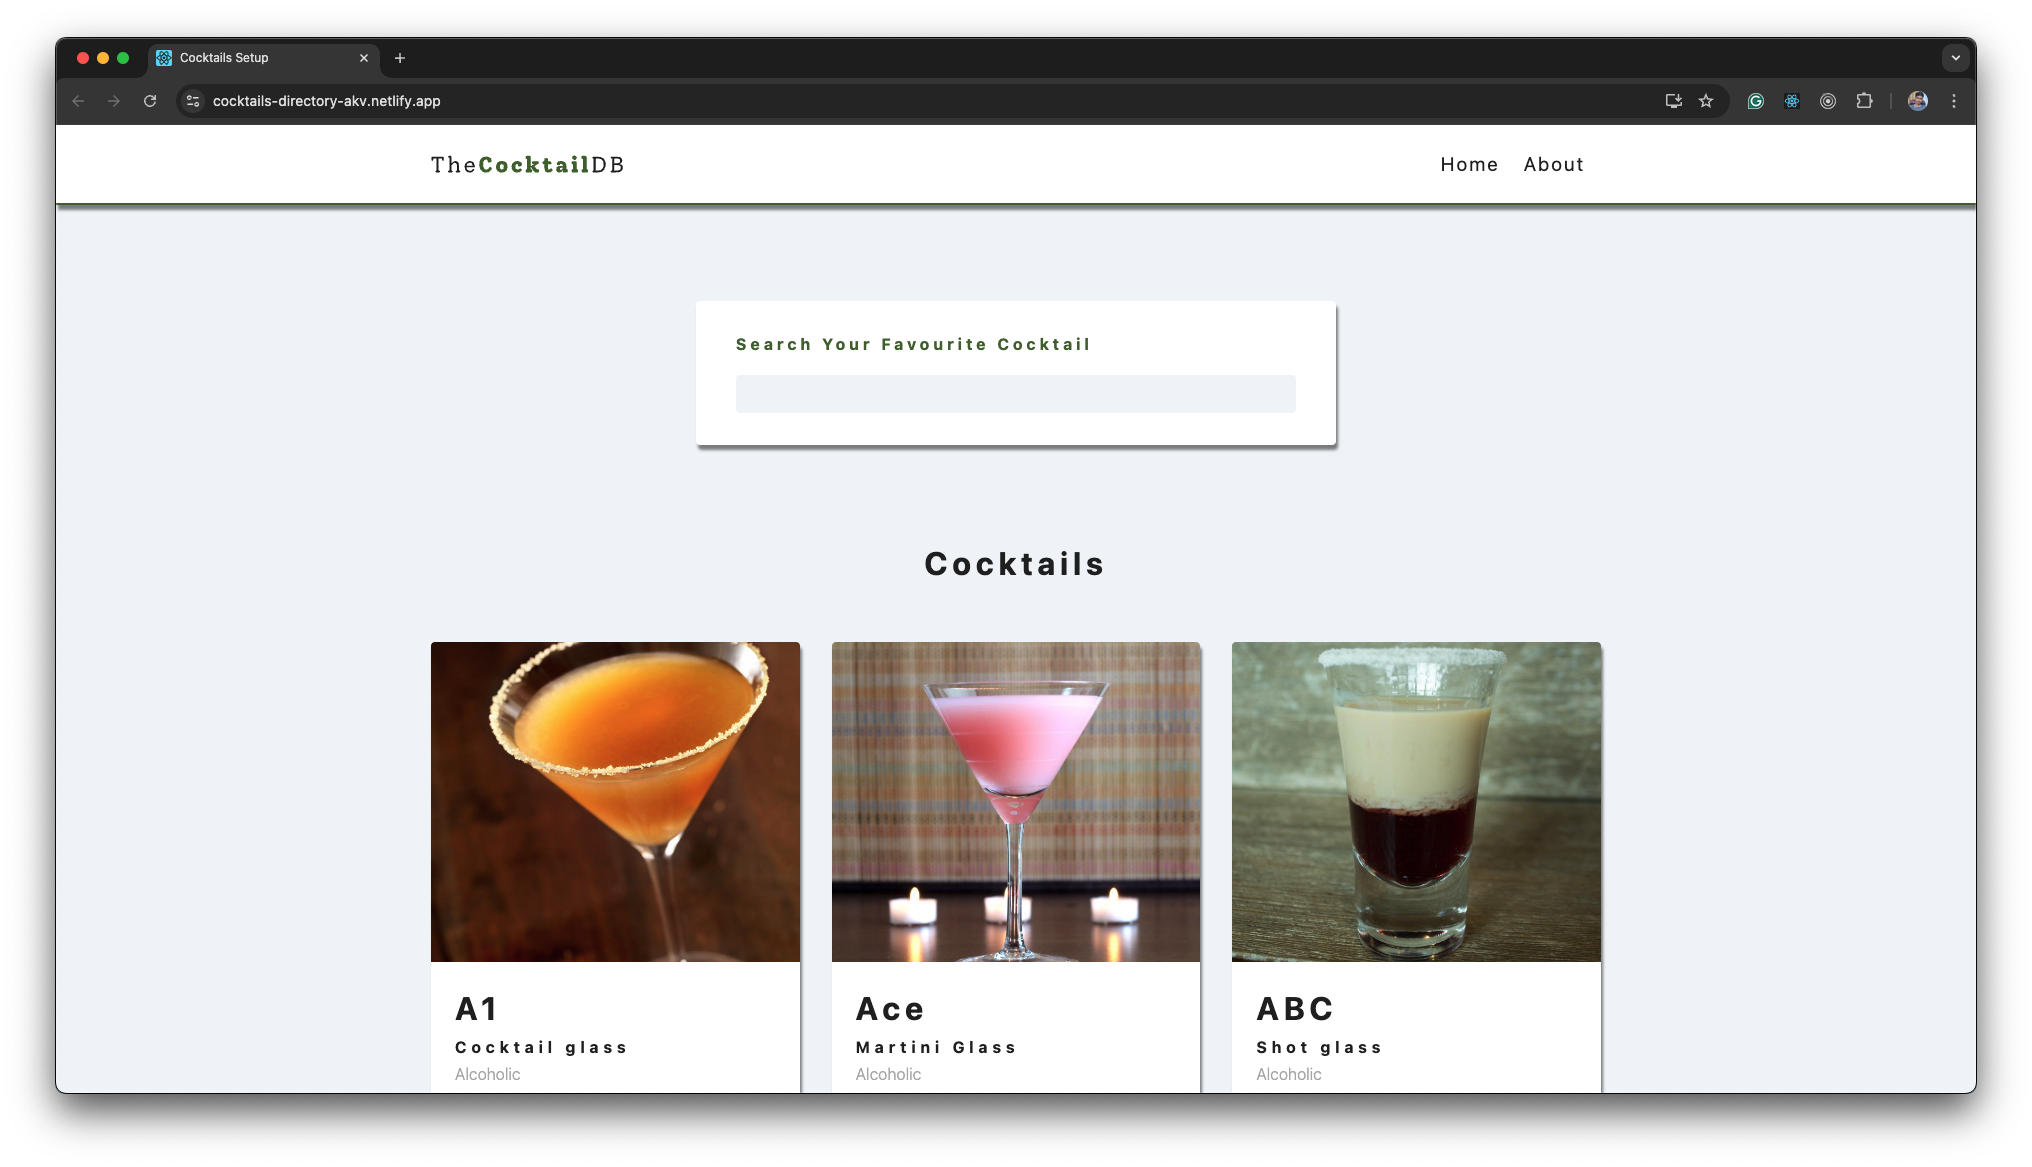 Cocktails Setup
cocktails-directory-akv.netlify.app
TheCocktailDB
Home About
Search Your Favourite Cocktail
Cocktails
A1
Cocktail glass
Alcoholic
Ace
Martini Glass
Alcoholic
ABC
Shot glass
Alcoholic